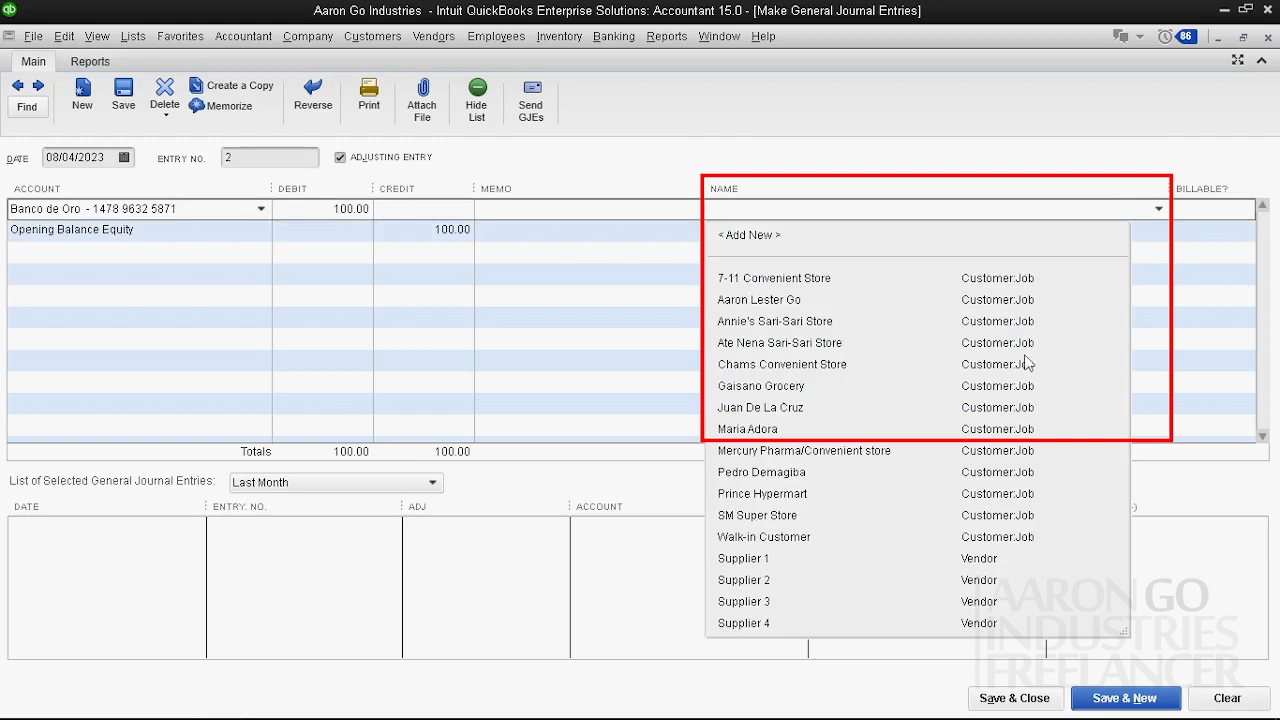 Aaron Go Industries - Intuit QuickBooks Enterprise Solutions: Accountant 15.0 - [Make General Journal Entries]
File Edit View Lists Favorites Accountant Company Customers Vendors Employees Inventory Banking Reports Window Help 86
Main Reports
Find New Save Delete Create a Copy Memorize Reverse Print Attach File Hide List Send GJEs
DATE 08/04/2023 ENTRY NO. 2 ADJUSTING ENTRY
ACCOUNT DEBIT CREDIT MEMO NAME BILLABLE?
Banco de Oro - 1478 9632 5871 100.00
Opening Balance Equity 100.00
< Add New >
7-11 Convenient Store Customer:Job
Aaron Lester Go Customer:Job
Annie's Sari-Sari Store Customer:Job
Ate Nena Sari-Sari Store Customer:Job
Chams Convenient Store Customer:Job
Gaisano Grocery Customer:Job
Juan De La Cruz Customer:Job
Maria Adora Customer:Job
Mercury Pharma/Convenient store Customer:Job
Pedro Demagiba Customer:Job
Prince Hypermart Customer:Job
SM Super Store Customer:Job
Walk-in Customer Customer:Job
Supplier 1 Vendor
Supplier 2 Vendor
Supplier 3 Vendor
Supplier 4 Vendor
Totals 100.00 100.00
List of Selected General Journal Entries: Last Month
DATE ENTRY. NO. ADJ ACCOUNT
AARON GO
INDUSTRIES
FREELANCER
Save & Close Save & New Clear